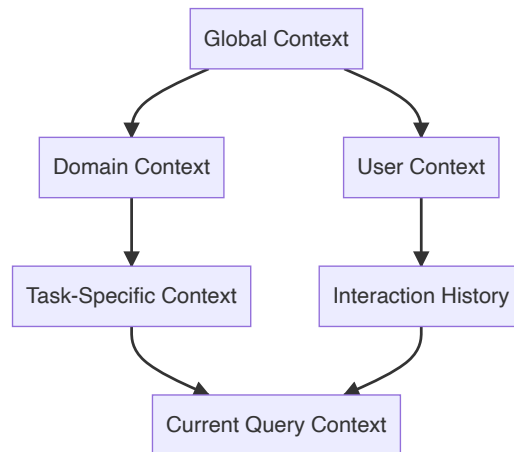 Global Context
Domain Context
User Context
Task-Specific Context
Interaction History
Current Query Context